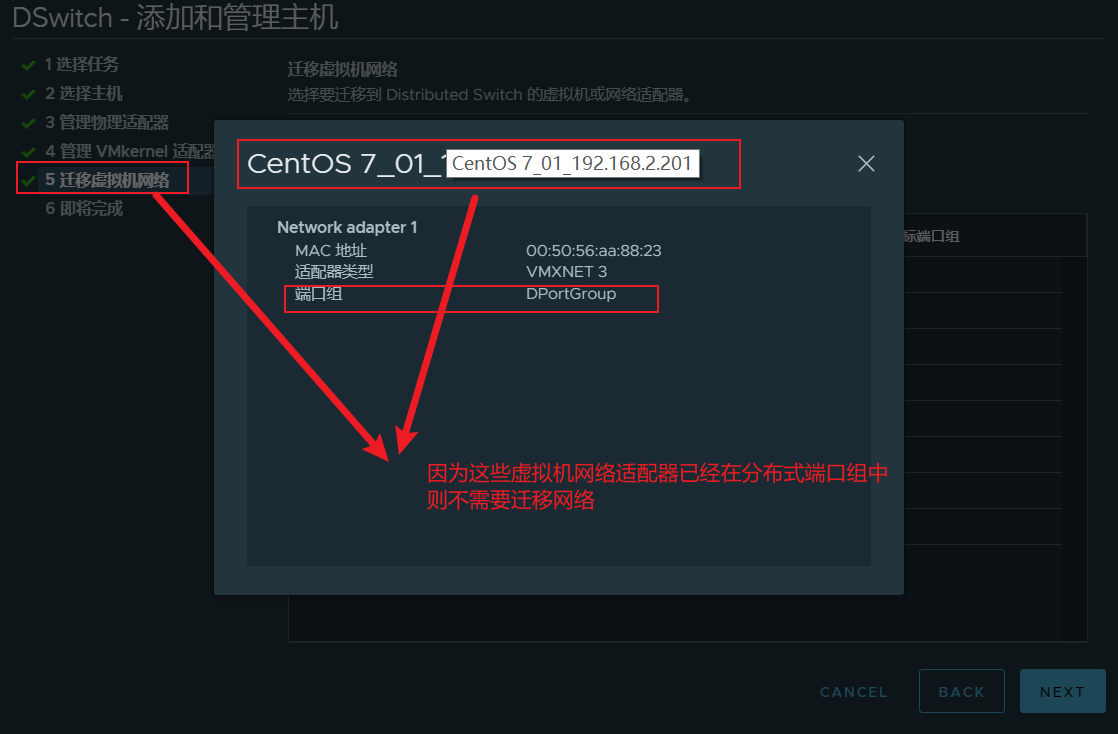 DSwitch - 添加和管理主机
1 选择任务
2 选择主机
3 管理物理适配器
4 管理 VMkernel 适配器
5 迁移虚拟机网络
6 即将完成
迁移虚拟机网络
选择要迁移到 Distributed Switch 的虚拟机或网络适配器。
标端口组
CentOS 7_01_1
CentOS 7_01_192.168.2.201
Network adapter 1
MAC 地址 00:50:56:aa:88:23
适配器类型 VMXNET 3
端口组 DPortGroup
因为这些虚拟机网络适配器已经在分布式端口组中
则不需要迁移网络
CANCEL BACK NEXT